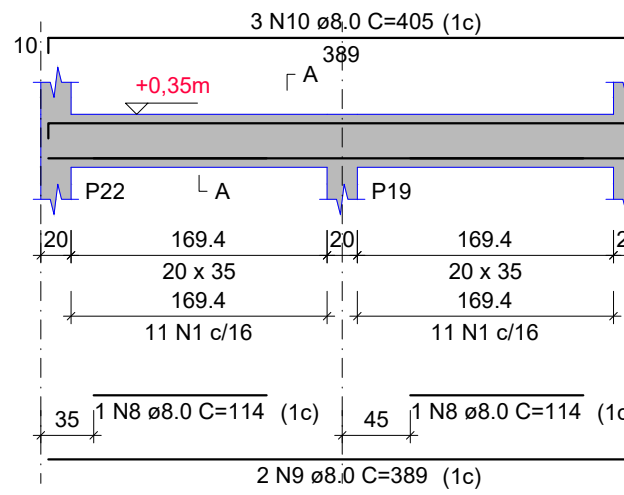 3 N10 ø8.0 C=405 (1c)
10
389
A
+0,35m
P22
A
P19
20
169.4
20
169.4
20 x 35
20 x 35
169.4
169.4
11 N1 c/16
11 N1 c/16
1 N8 ø8.0 C=114 (1c)
1 N8 ø8.0 C=114 (1c
35
45
2 N9 ø8.0 C=389 (1c)